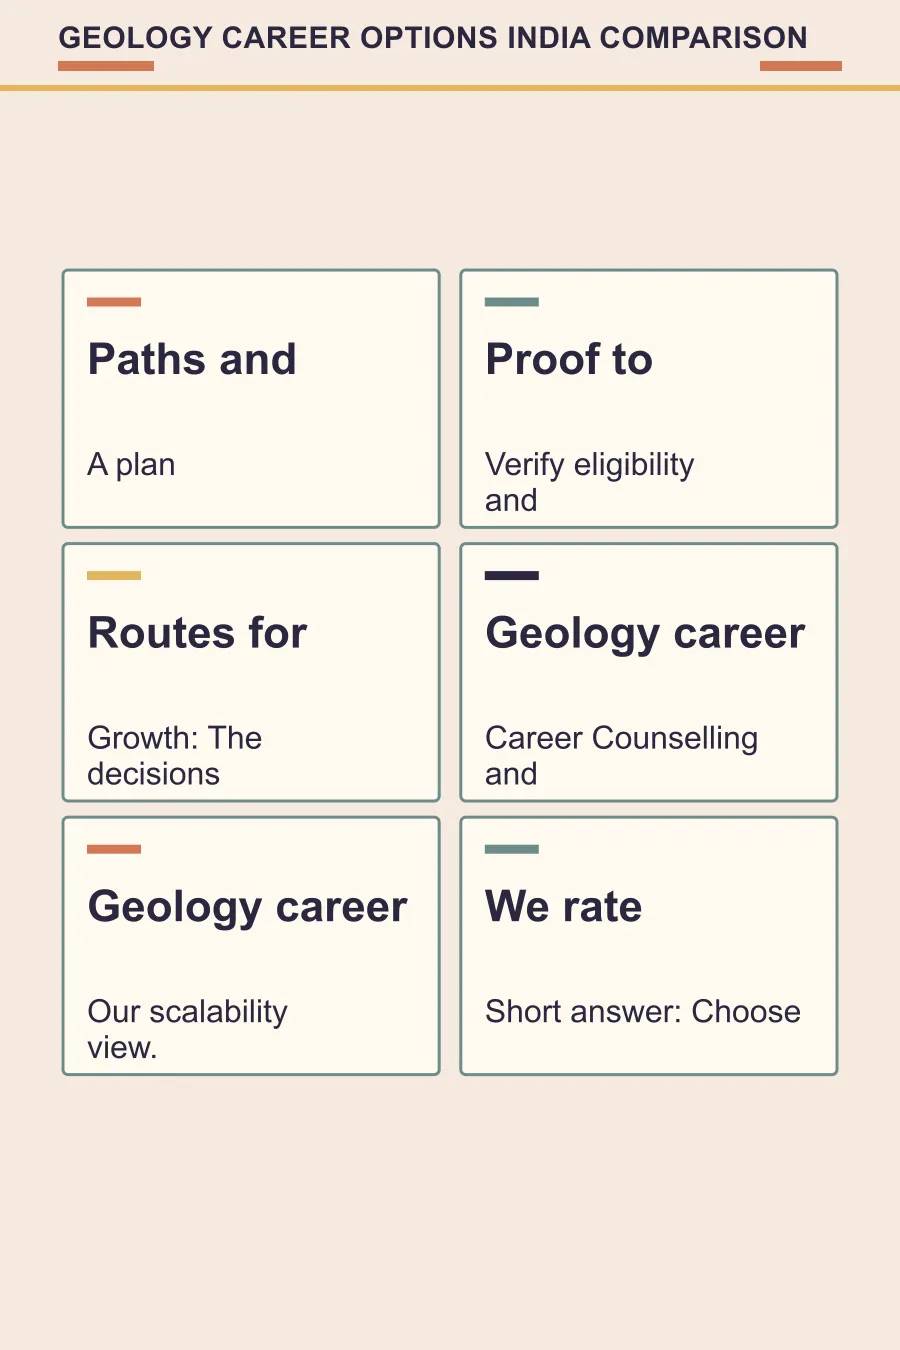 GEOLOGY CAREER OPTIONS INDIA COMPARISON
Paths and
A plan
Proof to
Verify eligibility
and
Routes for
Growth: The
decisions
Geology career
Career Counselling
and
Geology career
Our scalability
view.
We rate
Short answer: Choose